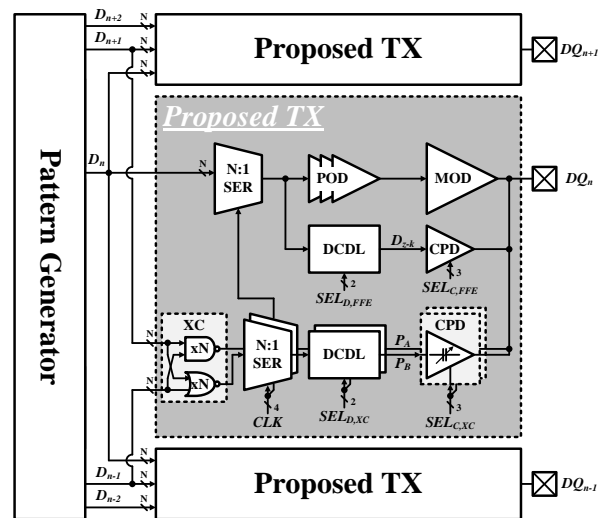 D_{n+2}
N
D_{n+1}
N
N
Proposed TX
DQ_{n+1}
Pattern Generator
Proposed TX
D_n
N
N:1
SER
POD
MOD
DQ_n
DCDL
D_{z-k}
CPD
2
SEL_{D,FFE}
3
SEL_{C,FFE}
N
XC
xN
xN
N
N:1
SER
DCDL
P_A
P_B
CPD
4
CLK
2
SEL_{D,XC}
3
SEL_{C,XC}
N
D_{n-1}
N
D_{n-2}
N
Proposed TX
DQ_{n-1}